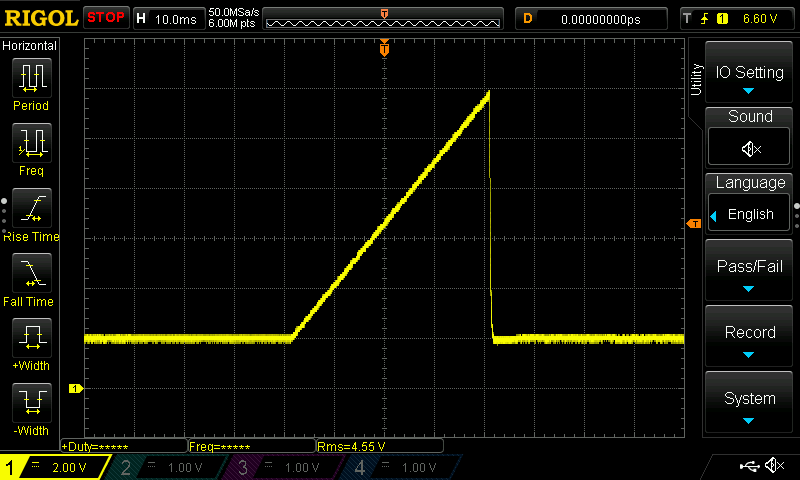 RIGOL STOP H 10.0ms 50.0MSa/s 6.00M pts D 0.00000000ps T 1 6.60 V
T
Horizontal
Period
Freq
Rise Time
Fall Time
+Width
-Width
T
1
Utility
IO Setting
Sound
Language
English
Pass/Fail
Record
System
+Duty=***** Freq=***** Rms=4.55 V
1 = 2.00 V 2 = 1.00 V 3 = 1.00 V 4 = 1.00 V